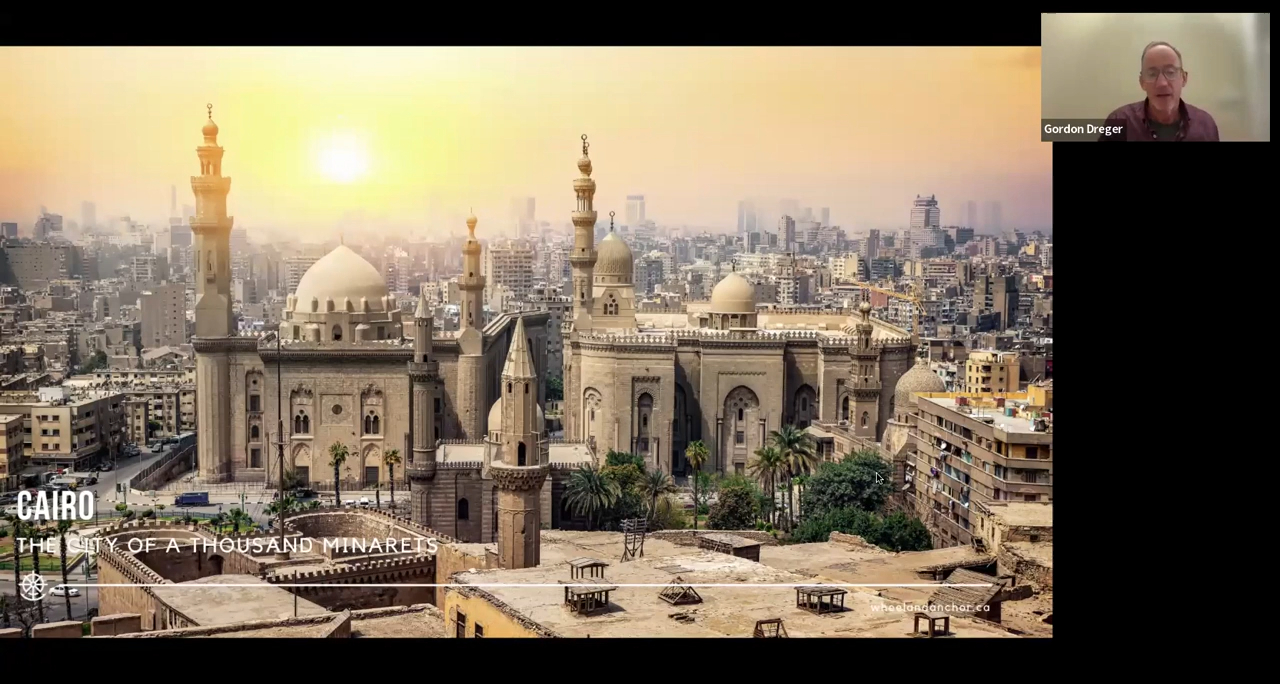 Gordon Dreger
CAIRO
THE CITY OF A THOUSAND MINARETS
wheelandanchor.ca